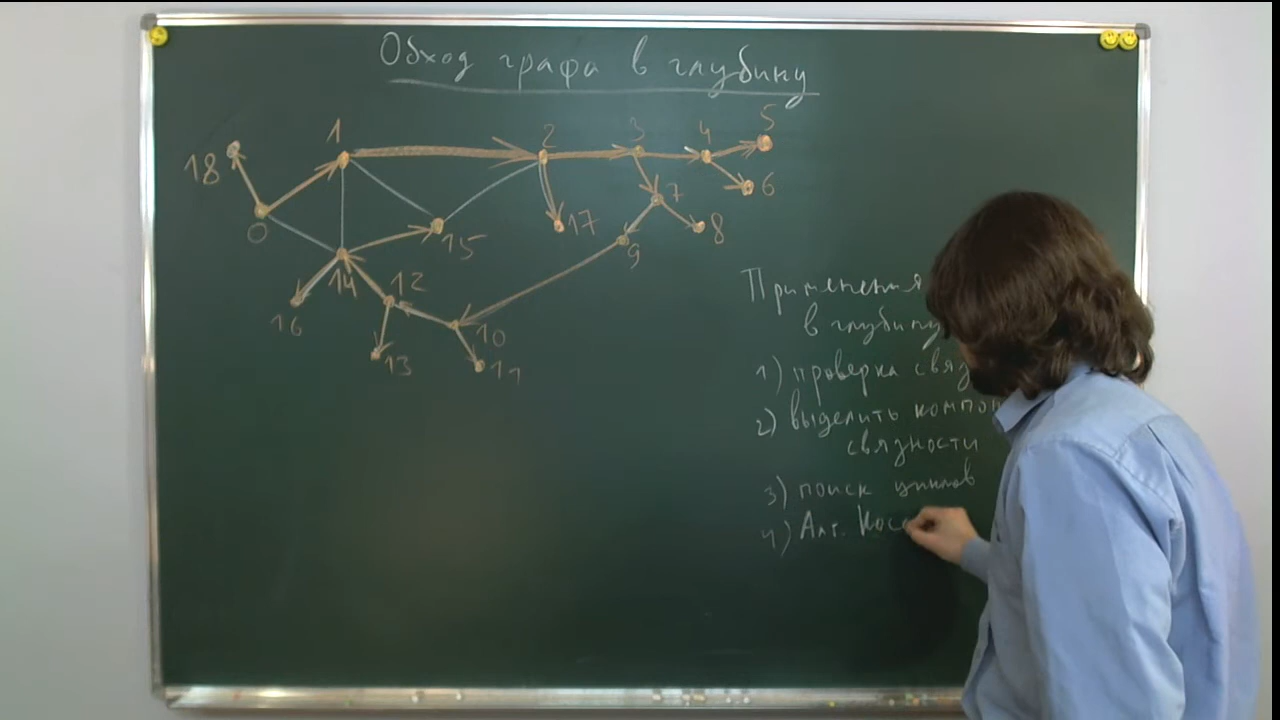 Обход графа в глубину
1
2
3
4
5
18
6
7
0
15
17
8
9
14
12
16
10
13
11
Применения
в глубину
1) проверка связ
2) выделить компон
связности
3) поиск циклов
4) Алг. Коса